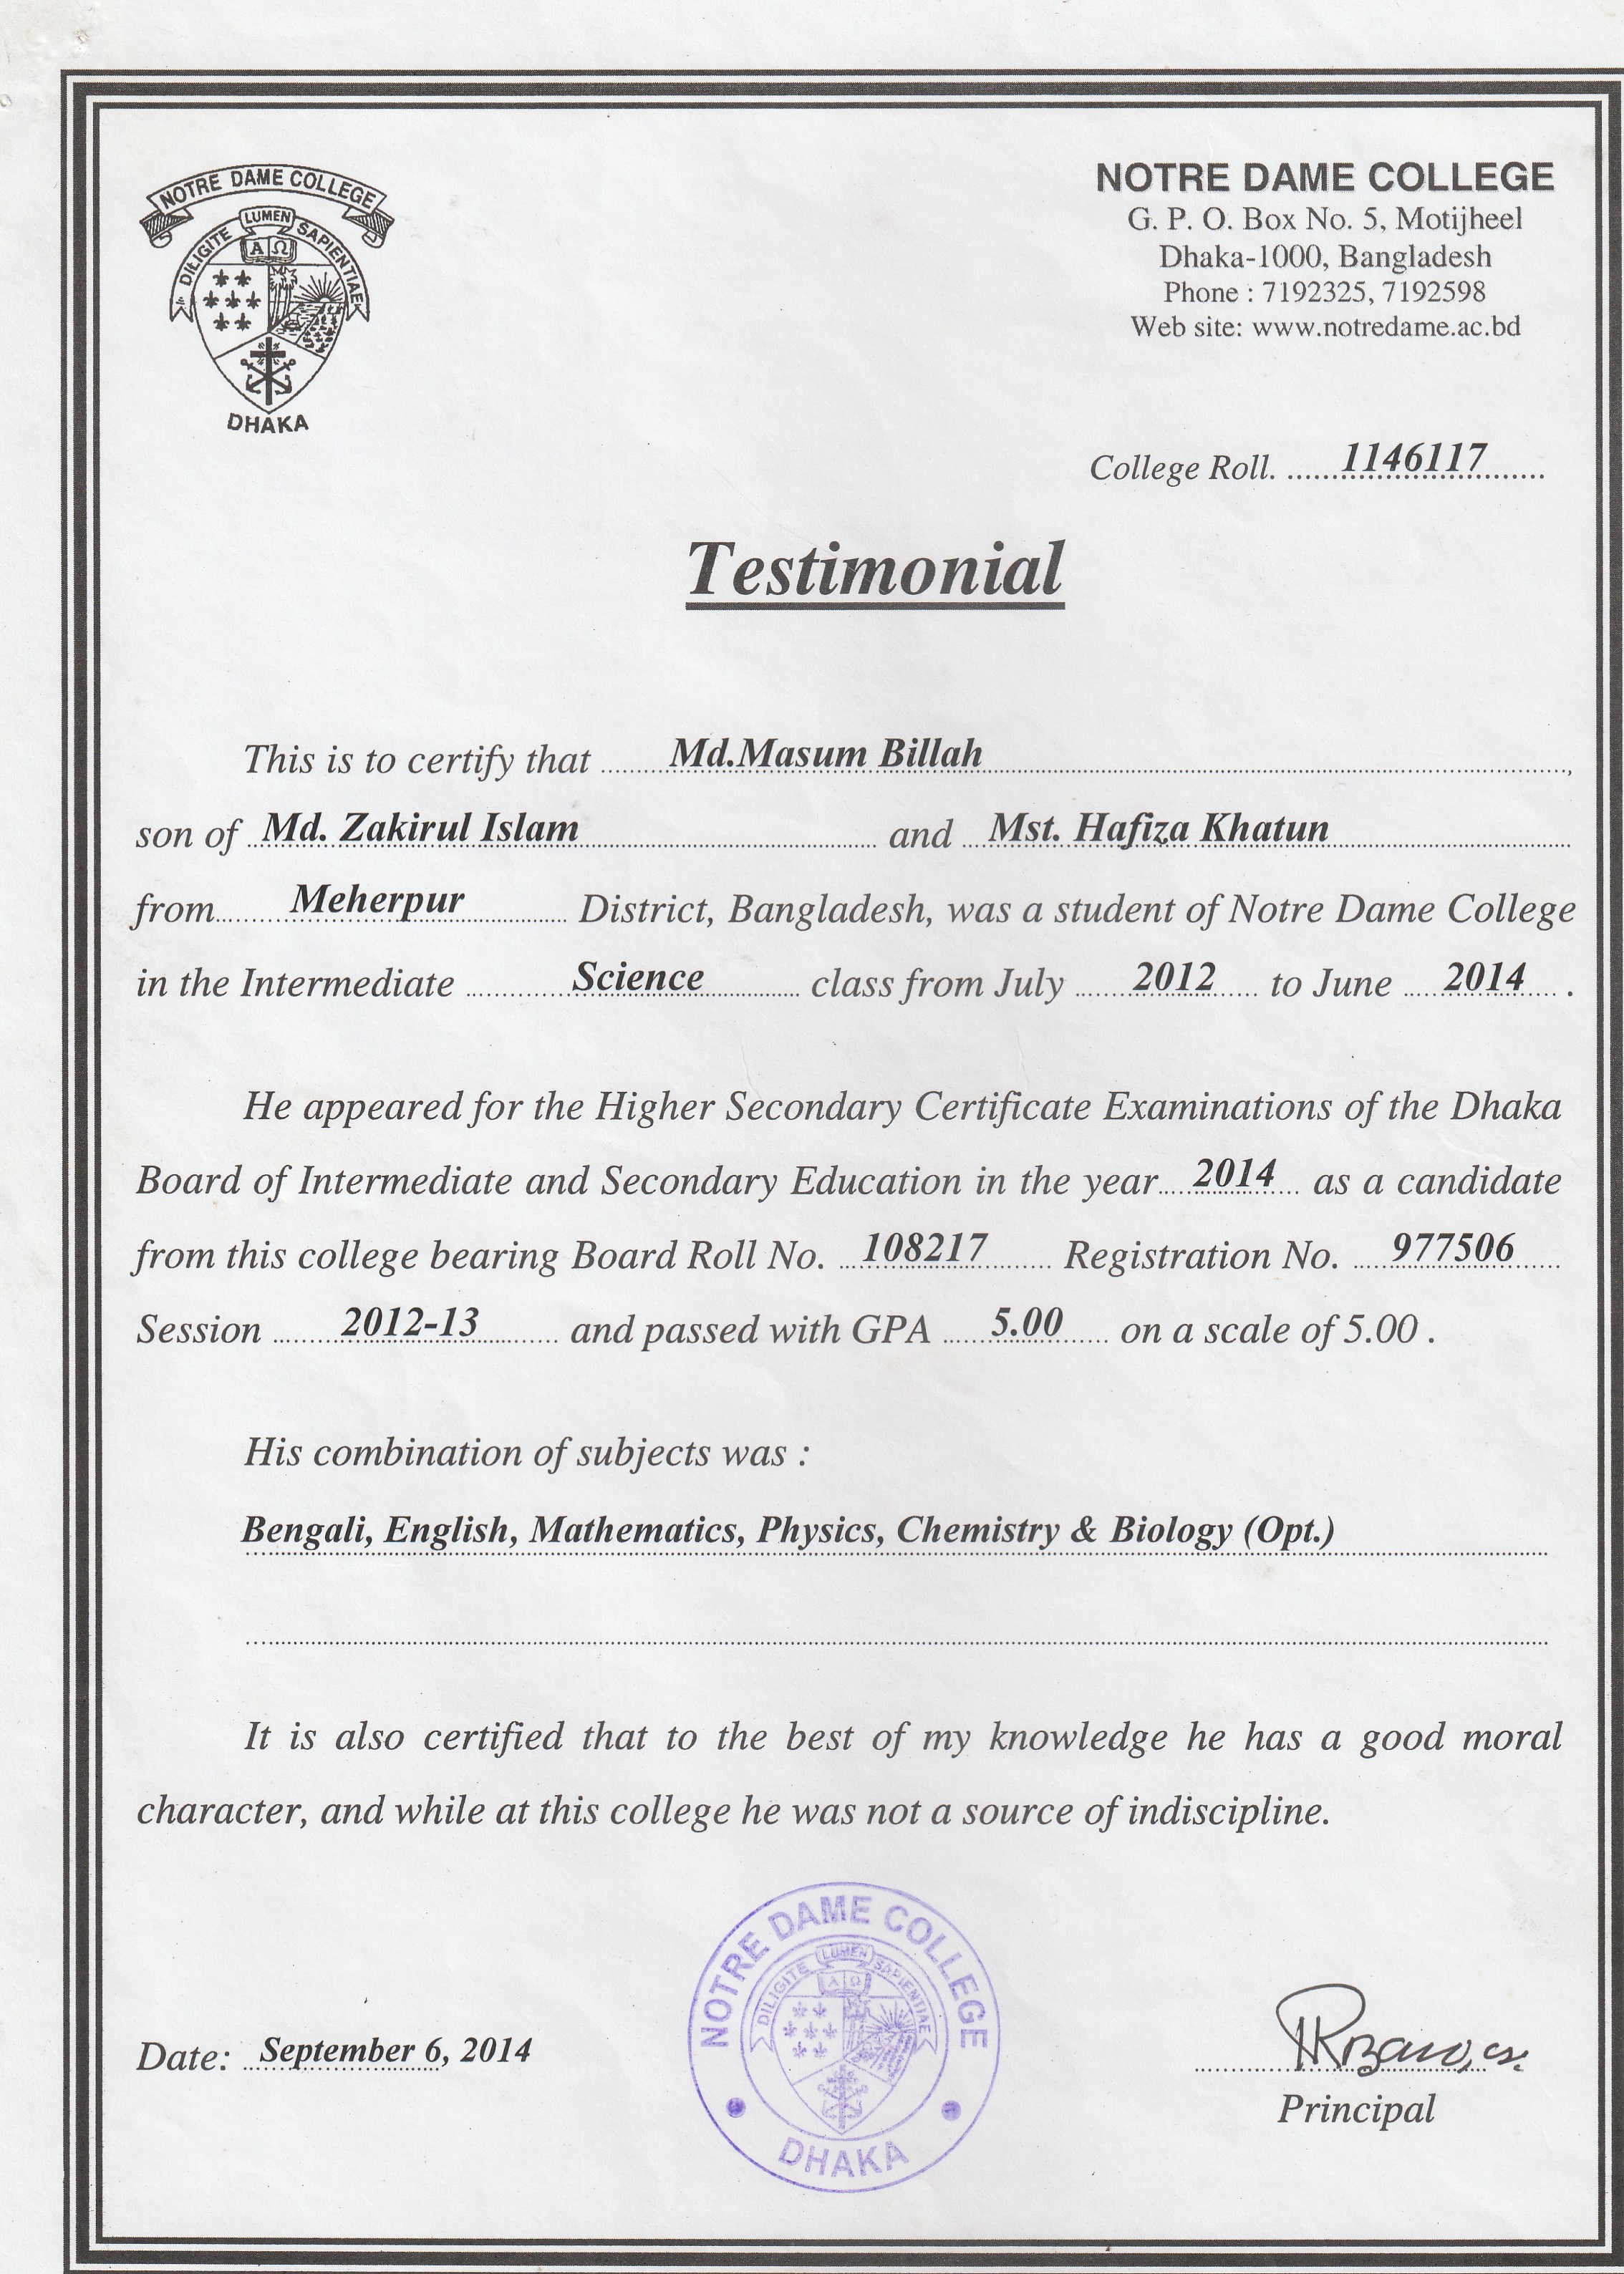 NOTRE DAME COLLEGE
LUMEN
DILIGITE SAPIENTIAE
Α Ω
DHAKA
NOTRE DAME COLLEGE
G. P. O. Box No. 5, Motijheel
Dhaka-1000, Bangladesh
Phone : 7192325, 7192598
Web site: www.notredame.ac.bd
College Roll. 1146117
Testimonial
This is to certify that Md.Masum Billah,
son of Md. Zakirul Islam and Mst. Hafiza Khatun
from Meherpur District, Bangladesh, was a student of Notre Dame College
in the Intermediate Science class from July 2012 to June 2014 .
He appeared for the Higher Secondary Certificate Examinations of the Dhaka
Board of Intermediate and Secondary Education in the year 2014 as a candidate
from this college bearing Board Roll No. 108217 Registration No. 977506
Session 2012-13 and passed with GPA 5.00 on a scale of 5.00 .
His combination of subjects was :
Bengali, English, Mathematics, Physics, Chemistry & Biology (Opt.)
It is also certified that to the best of my knowledge he has a good moral
character, and while at this college he was not a source of indiscipline.
NOTRE DAME COLLEGE
LUMEN
DILIGITE SAPIENTIAE
Α Ω
DHAKA
Date: September 6, 2014
Principal